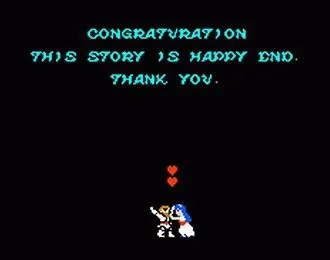 CONGRATURATION
THIS STORY IS HAPPY END.
THANK YOU.